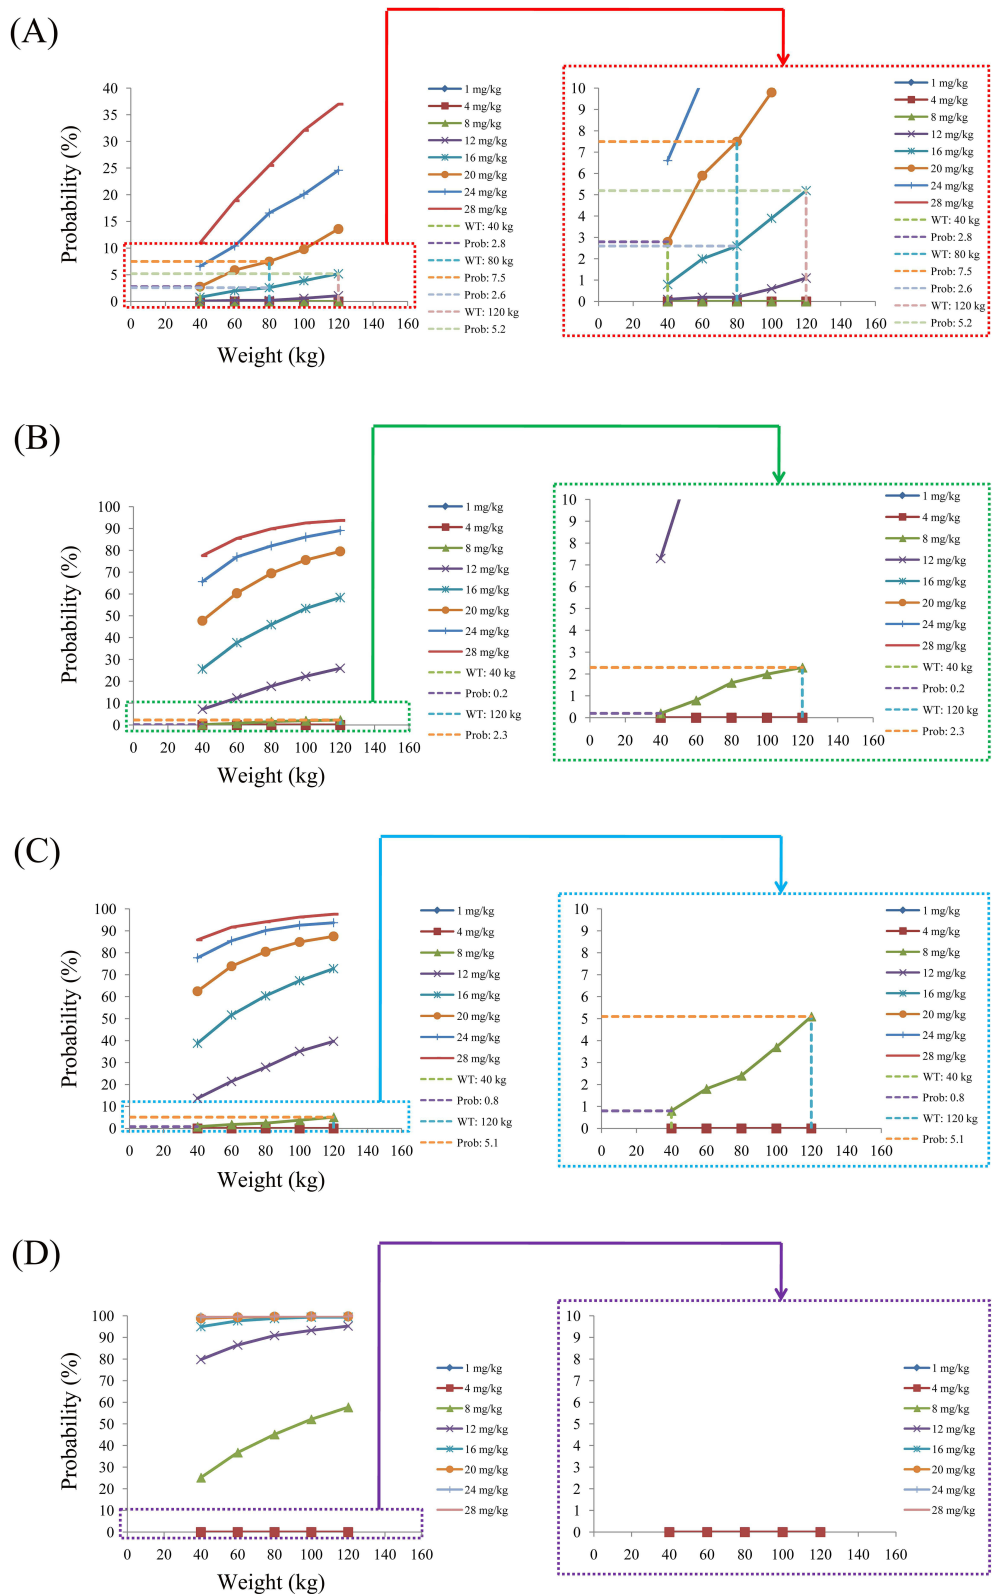 (A)
Probability (%)
40
35
30
25
20
15
10
5
0
0 20 40 60 80 100 120 140 160
Weight (kg)
1 mg/kg
4 mg/kg
8 mg/kg
12 mg/kg
16 mg/kg
20 mg/kg
24 mg/kg
28 mg/kg
WT: 40 kg
Prob: 2.8
WT: 80 kg
Prob: 7.5
Prob: 2.6
WT: 120 kg
Prob: 5.2
10
9
8
7
6
5
4
3
2
1
0
0 20 40 60 80 100 120 140 160
1 mg/kg
4 mg/kg
8 mg/kg
12 mg/kg
16 mg/kg
20 mg/kg
24 mg/kg
28 mg/kg
WT: 40 kg
Prob: 2.8
WT: 80 kg
Prob: 7.5
Prob: 2.6
WT: 120 kg
Prob: 5.2
(B)
Probability (%)
100
90
80
70
60
50
40
30
20
10
0
0 20 40 60 80 100 120 140 160
Weight (kg)
1 mg/kg
4 mg/kg
8 mg/kg
12 mg/kg
16 mg/kg
20 mg/kg
24 mg/kg
28 mg/kg
WT: 40 kg
Prob: 0.2
WT: 120 kg
Prob: 2.3
10
9
8
7
6
5
4
3
2
1
0
0 20 40 60 80 100 120 140 160
1 mg/kg
4 mg/kg
8 mg/kg
12 mg/kg
16 mg/kg
20 mg/kg
24 mg/kg
28 mg/kg
WT: 40 kg
Prob: 0.2
WT: 120 kg
Prob: 2.3
(C)
Probability (%)
100
90
80
70
60
50
40
30
20
10
0
0 20 40 60 80 100 120 140 160
Weight (kg)
1 mg/kg
4 mg/kg
8 mg/kg
12 mg/kg
16 mg/kg
20 mg/kg
24 mg/kg
28 mg/kg
WT: 40 kg
Prob: 0.8
WT: 120 kg
Prob: 5.1
10
9
8
7
6
5
4
3
2
1
0
0 20 40 60 80 100 120 140 160
1 mg/kg
4 mg/kg
8 mg/kg
12 mg/kg
16 mg/kg
20 mg/kg
24 mg/kg
28 mg/kg
WT: 40 kg
Prob: 0.8
WT: 120 kg
Prob: 5.1
(D)
Probability (%)
100
90
80
70
60
50
40
30
20
10
0
0 20 40 60 80 100 120 140 160
Weight (kg)
1 mg/kg
4 mg/kg
8 mg/kg
12 mg/kg
16 mg/kg
20 mg/kg
24 mg/kg
28 mg/kg
10
9
8
7
6
5
4
3
2
1
0
0 20 40 60 80 100 120 140 160
1 mg/kg
4 mg/kg
8 mg/kg
12 mg/kg
16 mg/kg
20 mg/kg
24 mg/kg
28 mg/kg